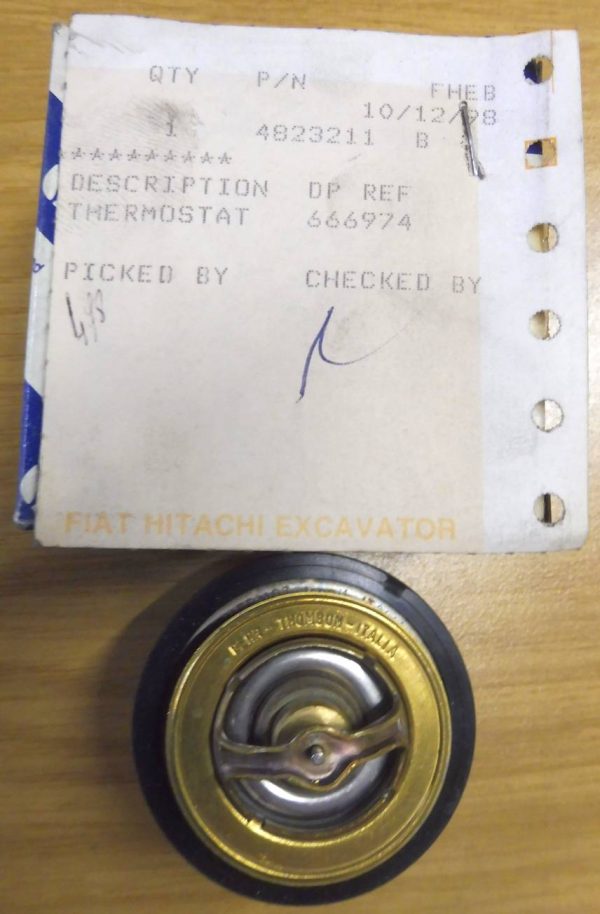 QTY P/N FHEB
10/12/98
1 4823211 B
*********
DESCRIPTION DP REF
THERMOSTAT 666974
PICKED BY CHECKED BY
FIAT HITACHI EXCAVATOR
THOMSON-ITALIA